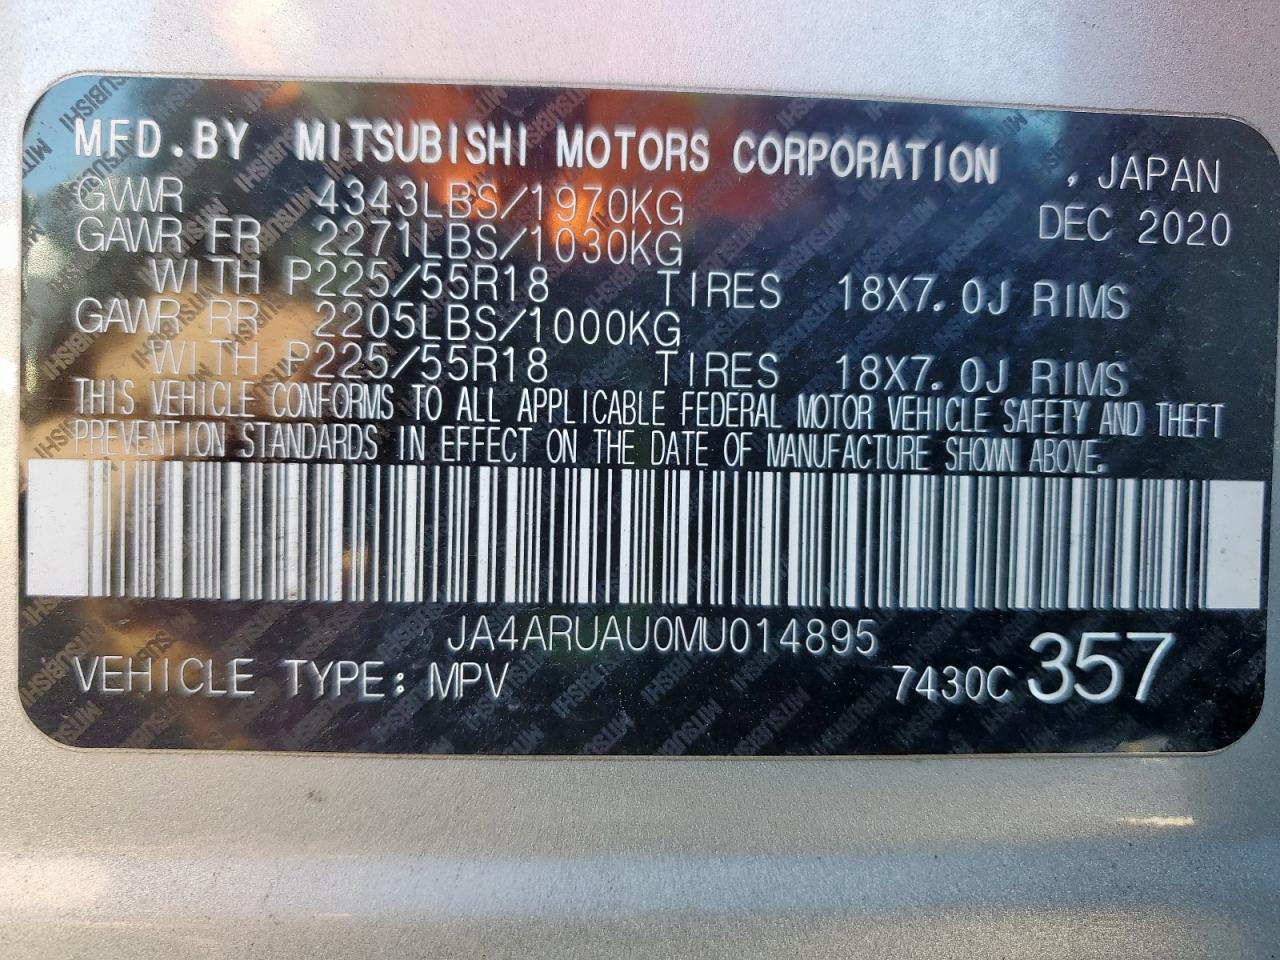 MFD.BY MITSUBISHI MOTORS CORPORATION , JAPAN
GVWR 4343LBS/1970KG DEC 2020
GAWR FR 2271LBS/1030KG
WITH P225/55R18 TIRES 18X7.0J RIMS
GAWR RR 2205LBS/1000KG
WITH P225/55R18 TIRES 18X7.0J RIMS
THIS VEHICLE CONFORMS TO ALL APPLICABLE FEDERAL MOTOR VEHICLE SAFETY AND THEFT
PREVENTION STANDARDS IN EFFECT ON THE DATE OF MANUFACTURE SHOWN ABOVE.
JA4ARUAU0MU014895
VEHICLE TYPE: MPV 7430C 357